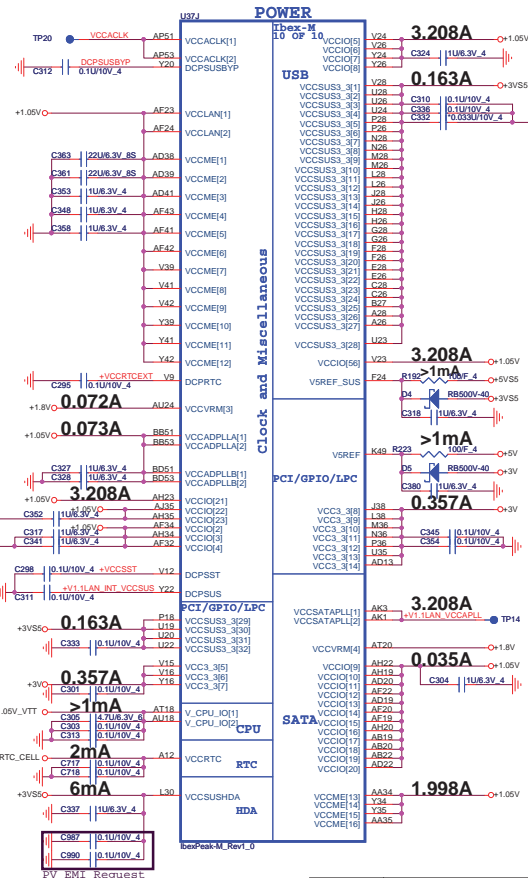 POWER
U37J
Ibex-M
10 OF 10
TP20 VCCACLK AP51 VCCACLK[1]
AP53 VCCACLK[2]
C312 DCPSUSBYP 0.1U/10V_4 Y20 DCPSUSBYP
+1.05V AF23 VCCLAN[1]
AF24 VCCLAN[2]
C363 22U/6.3V_8S AD38 VCCME[1]
C361 22U/6.3V_8S AD39 VCCME[2]
C353 1U/6.3V_4 AD41 VCCME[3]
C348 1U/6.3V_4 AF43 VCCME[4]
C358 1U/6.3V_4 AF41 VCCME[5]
AF42 VCCME[6]
V39 VCCME[7]
V41 VCCME[8]
V42 VCCME[9]
Y39 VCCME[10]
Y41 VCCME[11]
Y42 VCCME[12]
C295 +VCCRTCEXT 0.1U/10V_4 V9 DCPRTC
+1.8V 0.072A AU24 VCCVRM[3]
+1.05V 0.073A BB51 VCCADPLLA[1]
BB53 VCCADPLLA[2]
C327 1U/6.3V_4 BD51 VCCADPLLB[1]
C328 1U/6.3V_4 BD53 VCCADPLLB[2]
+1.05V 3.208A AH23 VCCIO[21]
+1.05V AJ35 VCCIO[22]
C352 1U/6.3V_4 AH35 VCCIO[23]
+1.05V AF34 VCCIO[2]
C317 1U/6.3V_4 AH34 VCCIO[3]
C341 1U/6.3V_4 AF32 VCCIO[4]
C298 +VCCSST 0.1U/10V_4 V12 DCPSST
C311 +V1.1LAN_INT_VCCSUS 0.1U/10V_4 Y22 DCPSUS
PCI/GPIO/LPC
+3VS5 0.163A P18 VCCSUS3_3[29]
U19 VCCSUS3_3[30]
U20 VCCSUS3_3[31]
C333 0.1U/10V_4 U22 VCCSUS3_3[32]
+3V 0.357A V15 VCC3_3[5]
V16 VCC3_3[6]
C301 0.1U/10V_4 Y16 VCC3_3[7]
.05V_VTT >1mA AT18 V_CPU_IO[1]
C305 4.7U/6.3V_6 AU18 V_CPU_IO[2]
C303 0.1U/10V_4 CPU
C313 0.1U/10V_4
RTC_CELL 2mA A12 VCCRTC
C717 0.1U/10V_4 RTC
C718 0.1U/10V_4
+3VS5 6mA L30 VCCSUSHDA
C337 1U/6.3V_4 HDA
C987 0.1U/10V_4
C990 0.1U/10V_4
PV EMI Request
IbexPeak-M_Rev1_0
Clock and Miscellaneous
USB
VCCIO[5] V24 3.208A +1.05V
VCCIO[6] V26
VCCIO[7] Y24 C324 1U/6.3V_4
VCCIO[8] Y26
VCCSUS3_3[1] V28 0.163A +3VS5
VCCSUS3_3[2] U28
VCCSUS3_3[3] U26 C310 0.1U/10V_4
VCCSUS3_3[4] U24 C336 0.1U/10V_4
VCCSUS3_3[5] P28 C332 *0.033U/10V_4
VCCSUS3_3[6] P26
VCCSUS3_3[7] N28
VCCSUS3_3[8] N26
VCCSUS3_3[9] M28
VCCSUS3_3[10] M26
VCCSUS3_3[11] L28
VCCSUS3_3[12] L26
VCCSUS3_3[13] J28
VCCSUS3_3[14] J26
VCCSUS3_3[15] H28
VCCSUS3_3[16] H26
VCCSUS3_3[17] G28
VCCSUS3_3[18] G26
VCCSUS3_3[19] F28
VCCSUS3_3[20] F26
VCCSUS3_3[21] E28
VCCSUS3_3[22] E26
VCCSUS3_3[23] C28
VCCSUS3_3[24] C26
VCCSUS3_3[25] B27
VCCSUS3_3[26] A28
VCCSUS3_3[27] A26
VCCSUS3_3[28] U23
VCCIO[56] V23 3.208A +1.05V
>1mA
V5REF_SUS F24 R192 100/F_4 +5VS5
D4 RB500V-40 +3VS5
C318 1U/6.3V_4
>1mA
V5REF K49 R223 100/F_4 +5V
D5 RB500V-40 +3V
PCI/GPIO/LPC C380 1U/6.3V_4
0.357A
VCC3_3[8] J38 +3V
VCC3_3[9] L38
VCC3_3[10] M36
VCC3_3[11] N36 C345 0.1U/10V_4
VCC3_3[12] P36 C354 0.1U/10V_4
VCC3_3[13] U35
VCC3_3[14] AD13
3.208A +1.05V
VCCSATAPLL[1] AK3
VCCSATAPLL[2] AK1 +V1.1LAN_VCCAPLL TP14
VCCVRM[4] AT20 +1.8V
VCCIO[9] AH22 0.035A +1.05V
VCCIO[10] AH19
VCCIO[11] AD20
VCCIO[12] AF22 C304 1U/6.3V_4
VCCIO[13] AD19
VCCIO[14] AF20
VCCIO[15] AF19
VCCIO[16] AH20
VCCIO[17] AB19
VCCIO[18] AB20
VCCIO[19] AB22
VCCIO[20] AD22
SATA
VCCME[13] AA34 1.998A +1.05V
VCCME[14] Y34
VCCME[15] Y35
VCCME[16] AA35